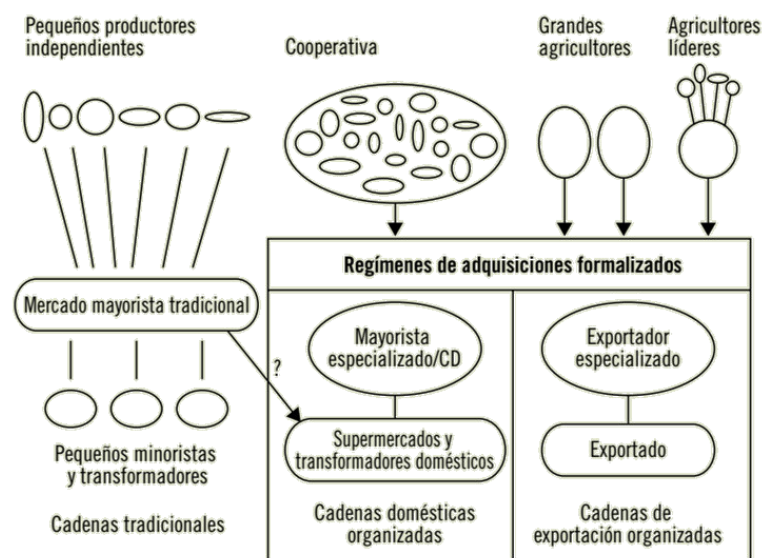 Pequeños productores
independientes
Cooperativa
Grandes
agricultores
Agricultores
líderes
Regímenes de adquisiciones formalizados
Mercado mayorista tradicional
Mayorista
especializado/CD
Exportador
especializado
?
Supermercados y
transformadores domésticos
Exportado
Pequeños minoristas
y transformadores
Cadenas tradicionales
Cadenas domésticas
organizadas
Cadenas de
exportación organizadas